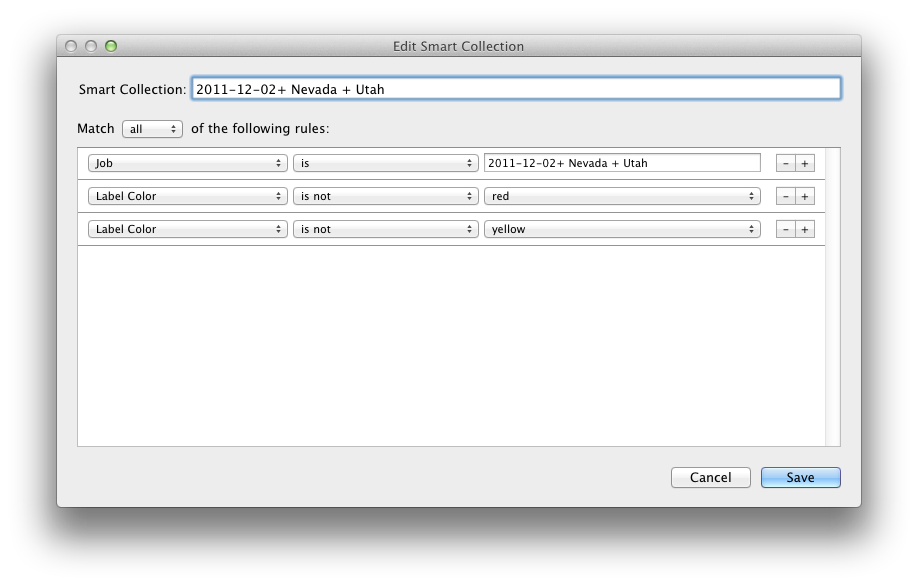 Edit Smart Collection
Smart Collection: 2011-12-02+ Nevada + Utah
Match all of the following rules:
Job is 2011-12-02+ Nevada + Utah - +
Label Color is not red - +
Label Color is not yellow - +
Cancel Save